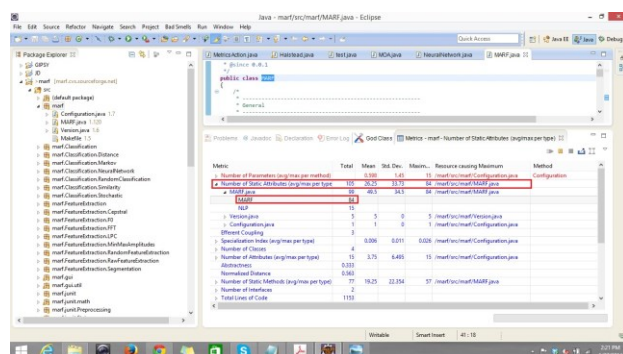 Java - marf/src/marf/MARF.java - Eclipse
File Edit Source Refactor Navigate Search Project Bad Smells Run Window Help
Quick Access
Java EE
Java
Debug
Package Explorer
GIPSY
JD
marf [marf.cvs.sourceforge.net]
src
(default package)
marf
Configuration.java 1.7
MARF.java 1.120
Version.java 1.6
Makefile 1.5
marf.Classification
marf.Classification.Distance
marf.Classification.Markov
marf.Classification.NeuralNetwork
marf.Classification.RandomClassification
marf.Classification.Similarity
marf.Classification.Stochastic
marf.FeatureExtraction
marf.FeatureExtraction.Cepstral
marf.FeatureExtraction.FFT
marf.FeatureExtraction.LPC
marf.FeatureExtraction.MinMaxAmplitudes
marf.FeatureExtraction.RandomFeatureExtraction
marf.FeatureExtraction.RawFeatureExtraction
marf.FeatureExtraction.Segmentation
marf.gui
marf.gui.util
marf.junit
marf.junit.math
marf.junit.Preprocessing
MetricsAction.java Halstead.java test.java MOA.java NeuralNetwork.java MARF.java
* @since 0.0.1
*/
public class MARF
{
/*
* General
Problems Javadoc Declaration Error Log God Class Metrics - marf - Number of Static Attributes (avg/max per type)
Metric Total Mean Std. Dev. Maxim... Resource causing Maximum Method
Number of Parameters (avg/max per method) 0.598 1.41 15 /marf/src/marf/Configuration.java Configuration
Number of Static Attributes (avg/max per type 105 26.25 33.73 84 /marf/src/marf/MARF.java
MARF.java 99 49.5 34.5 84 /marf/src/marf/MARF.java
MARF 84
NLP 15
Version.java 5 5 0 5 /marf/src/marf/Version.java
Configuration.java 1 1 0 1 /marf/src/marf/Configuration.java
Efferent Coupling 3
Specialization Index (avg/max per type) 0.006 0.011 0.026 /marf/src/marf/Configuration.java
Number of Classes 4
Number of Attributes (avg/max per type) 15 3.75 6.495 15 /marf/src/marf/Configuration.java
Abstractness 0.333
Normalized Distance 0.563
Number of Static Methods (avg/max per type) 77 19.25 22.354 57 /marf/src/marf/MARF.java
Number of Interfaces 2
Total Lines of Code 1153
Writable Smart Insert 41 : 18
2:21 PM